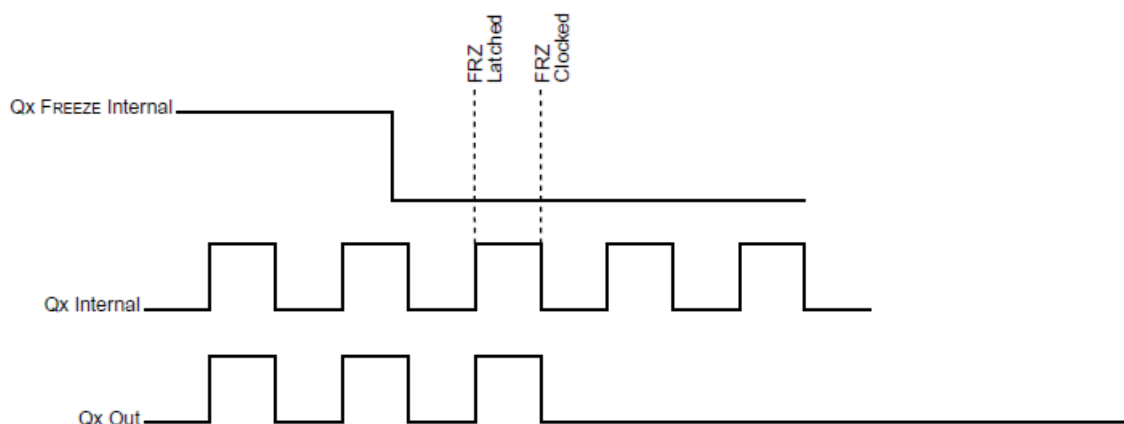 FRZ
Latched
FRZ
Clocked
Qx FREEZE Internal
Qx Internal
Qx Out